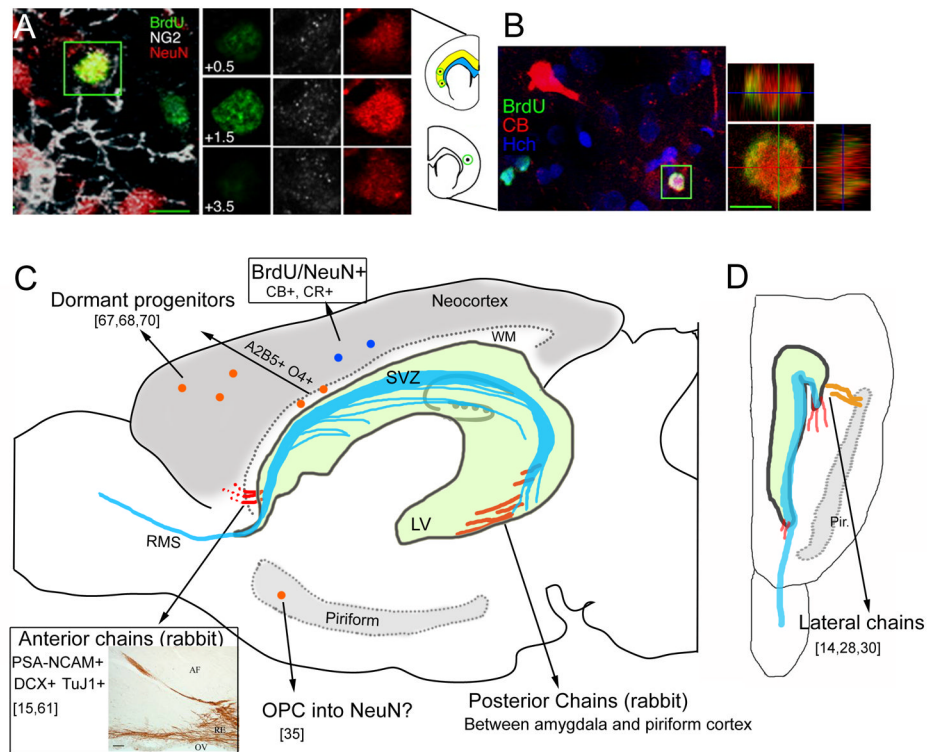 A
BrdU
NG2
NeuN
+0.5
+1.5
+3.5
B
BrdU
CB
Hch
C
BrdU/NeuN+
CB+, CR+
Dormant progenitors
[67,68,70]
Neocortex
A2B5+ O4+
WM
SVZ
LV
RMS
Piriform
Anterior chains (rabbit)
PSA-NCAM+
DCX+ TuJ1+
[15,61]
AF
RE
OV
OPC into NeuN?
[35]
Posterior Chains (rabbit)
Between amygdala and piriform cortex
D
Pir.
Lateral chains
[14,28,30]